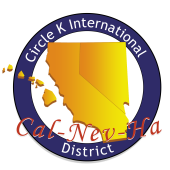 Circle K International
Cal-Nev-Ha
District